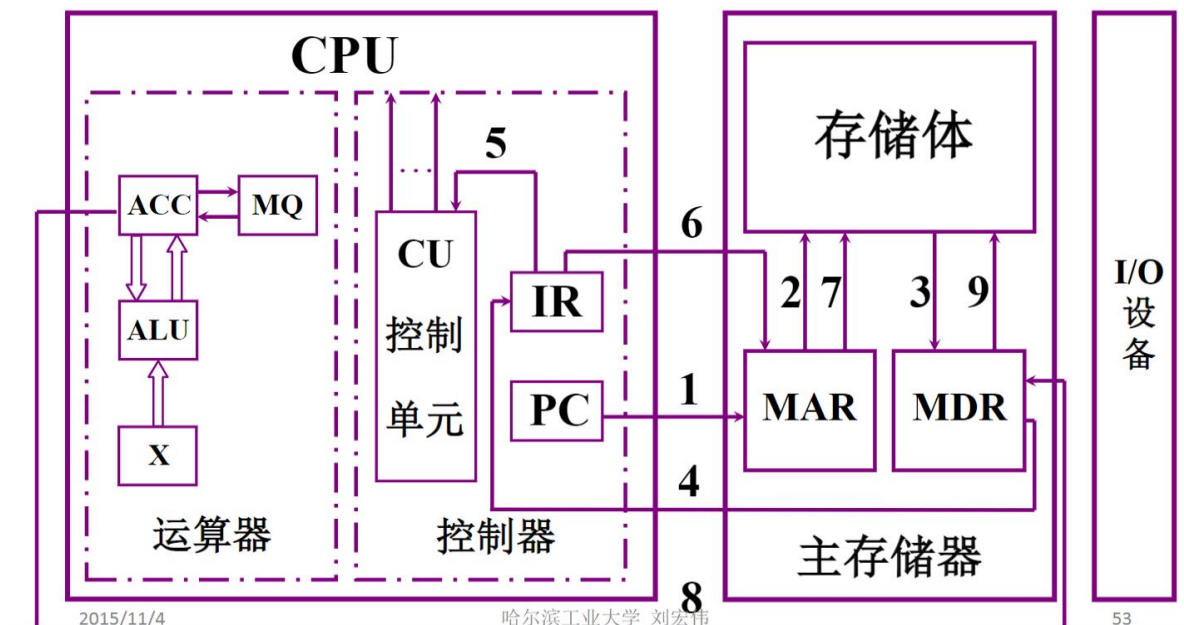 CPU
ACC
MQ
ALU
X
运算器
5
...
CU
控制
单元
IR
PC
控制器
6
1
4
8
存储体
2
7
3
9
MAR
MDR
主存储器
I/O
设
备
2015/11/4
哈尔滨工业大学 刘宏伟
53